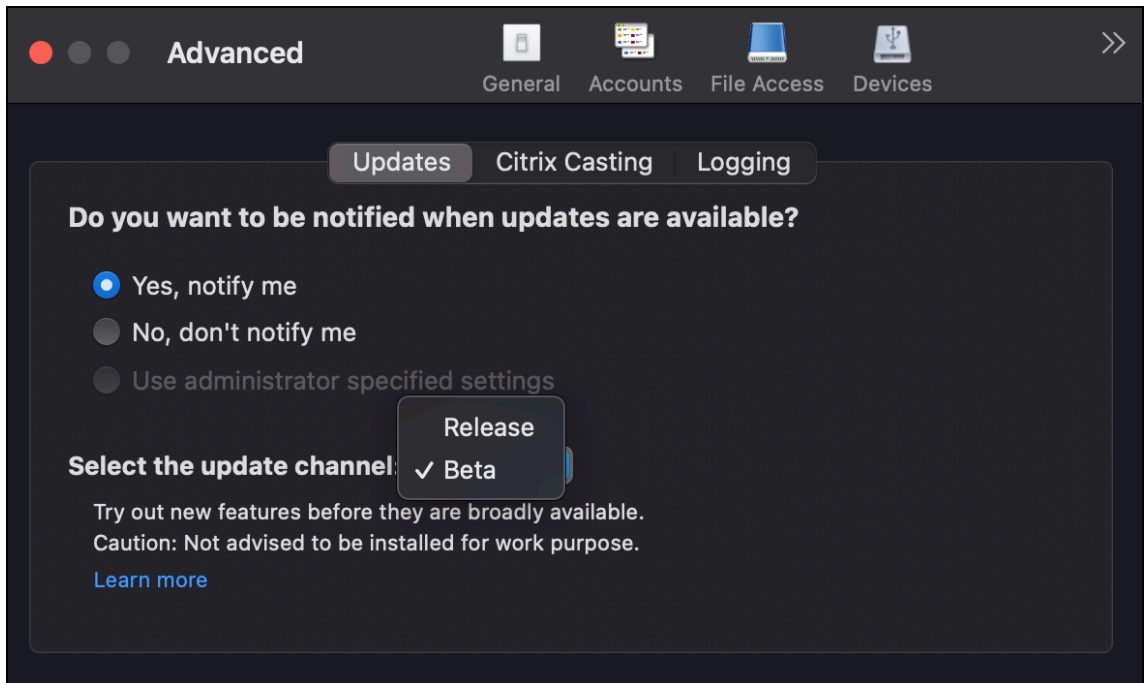 Advanced
General Accounts File Access Devices
Updates Citrix Casting Logging
Do you want to be notified when updates are available?
Yes, notify me
No, don't notify me
Use administrator specified settings
Release
Select the update channel:
✓ Beta
Try out new features before they are broadly available.
Caution: Not advised to be installed for work purpose.
Learn more